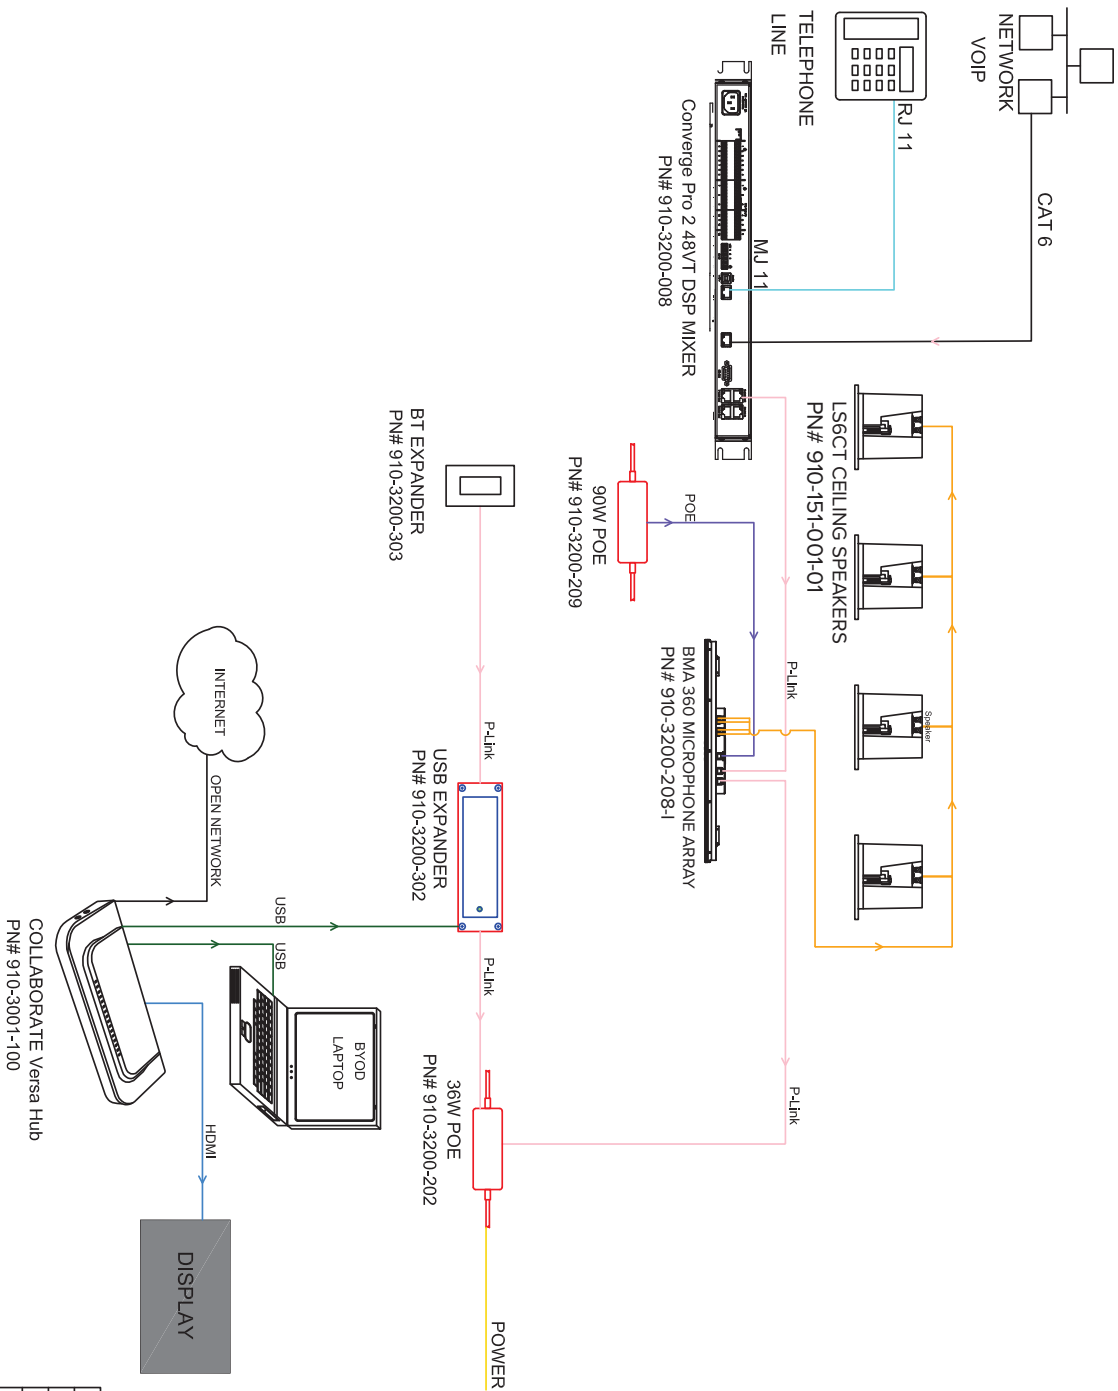 NETWORK
VOIP
CAT 6
TELEPHONE
LINE
RJ 11
MJ 11
Converge Pro 2 48VT DSP MIXER
PN# 910-3200-008
LS6CT CEILING SPEAKERS
PN# 910-151-001-01
Speaker
P-Link
POE
90W POE
PN# 910-3200-209
BMA 360 MICROPHONE ARRAY
PN# 910-3200-208-I
P-Link
BT EXPANDER
PN# 910-3200-303
P-Link
USB EXPANDER
PN# 910-3200-302
P-Link
36W POE
PN# 910-3200-202
POWER
INTERNET
OPEN NETWORK
USB
USB
BYOD
LAPTOP
COLLABORATE Versa Hub
PN# 910-3001-100
HDMI
DISPLAY